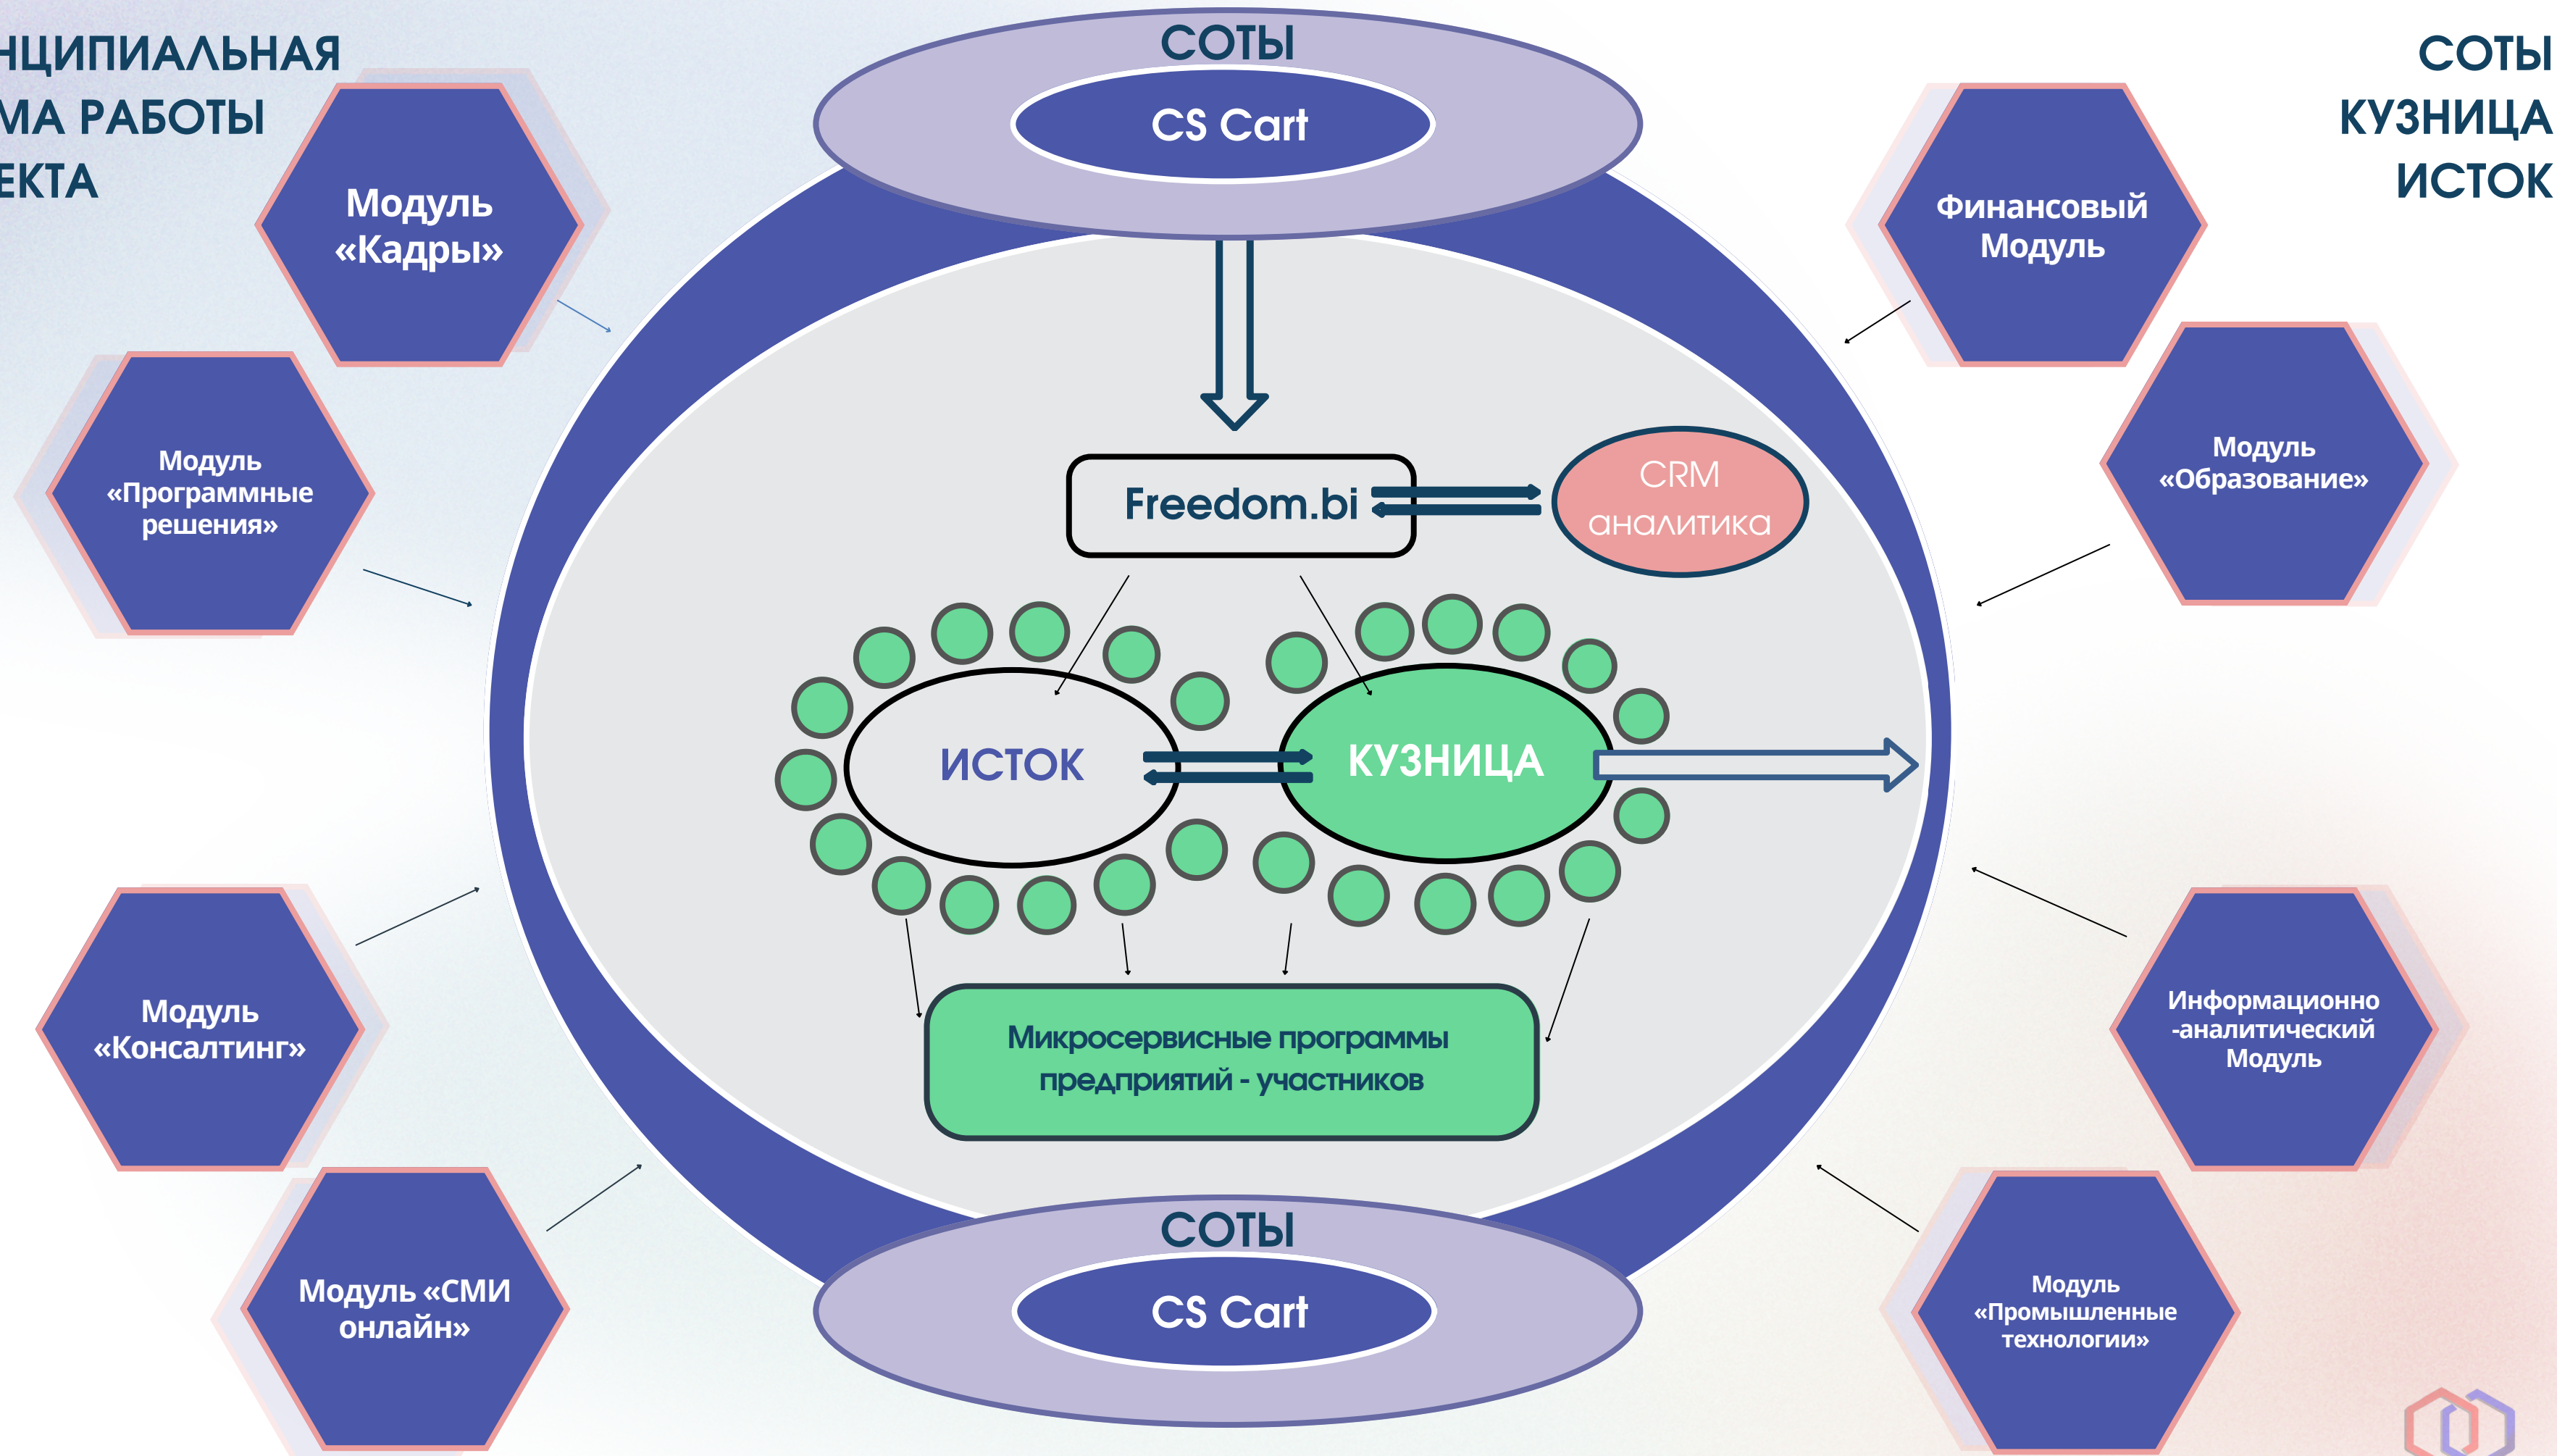 НЦИПИАЛЬНАЯ
МА РАБОТЫ
ЕКТА
СОТЫ
КУЗНИЦА
ИСТОК
СОТЫ
CS Cart
Модуль
«Кадры»
Финансовый
Модуль
Модуль
«Программные
решения»
Модуль
«Образование»
Freedom.bi
CRM
аналитика
ИСТОК
КУЗНИЦА
Микросервисные программы
предприятий - участников
Модуль
«Консалтинг»
Информационно
-аналитический
Модуль
Модуль «СМИ
онлайн»
Модуль
«Промышленные
технологии»
СОТЫ
CS Cart